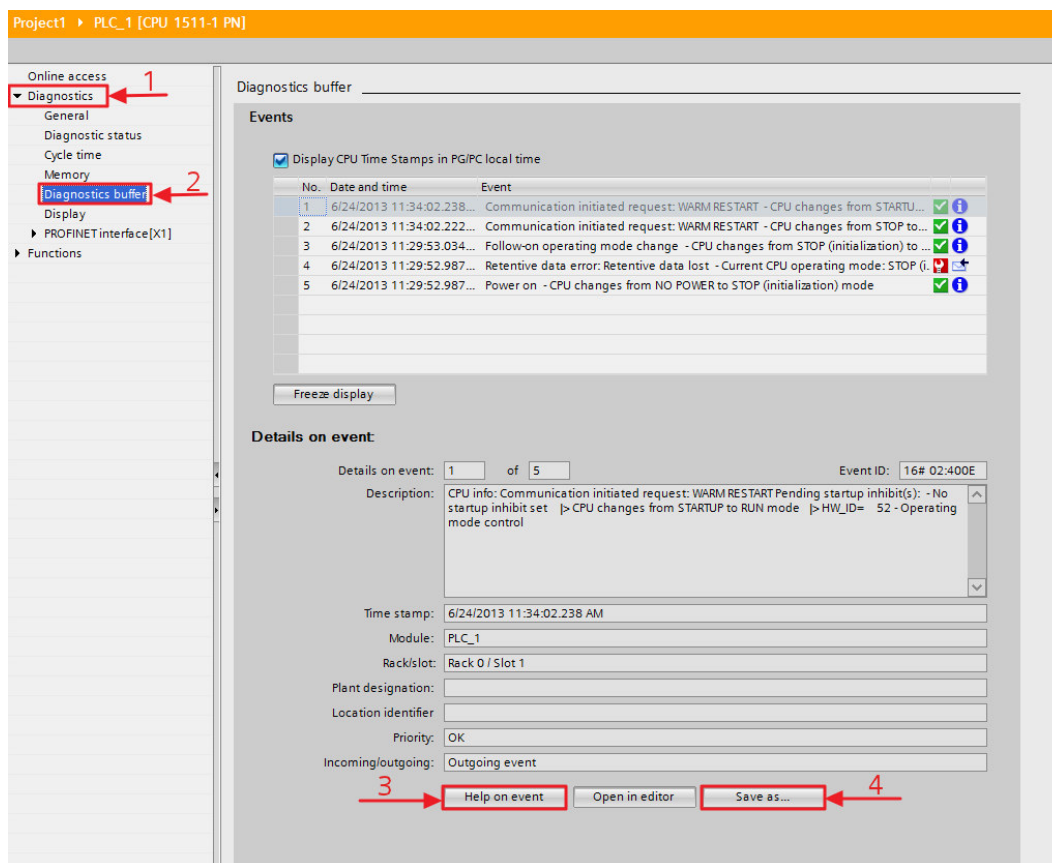 Project1 ▸ PLC_1 [CPU 1511-1 PN]
Online access
1
Diagnostics
General
Diagnostic status
Cycle time
Memory
2
Diagnostics buffer
Display
PROFINET interface [X1]
Functions
Diagnostics buffer
Events
Display CPU Time Stamps in PG/PC local time
No. Date and time Event
1 6/24/2013 11:34:02.238... Communication initiated request: WARM RESTART - CPU changes from STARTU...
2 6/24/2013 11:34:02.222... Communication initiated request: WARM RESTART - CPU changes from STOP to...
3 6/24/2013 11:29:53.034... Follow-on operating mode change - CPU changes from STOP (initialization) to ...
4 6/24/2013 11:29:52.987... Retentive data error: Retentive data lost - Current CPU operating mode: STOP (i.
5 6/24/2013 11:29:52.987... Power on - CPU changes from NO POWER to STOP (initialization) mode
Freeze display
Details on event:
Details on event: 1 of 5 Event ID: 16# 02:400E
Description: CPU info: Communication initiated request: WARM RESTART Pending startup inhibit(s): - No
startup inhibit set |> CPU changes from STARTUP to RUN mode |> HW_ID= 52 - Operating
mode control
Time stamp: 6/24/2013 11:34:02.238 AM
Module: PLC_1
Rack/slot: Rack 0 / Slot 1
Plant designation:
Location identifier
Priority: OK
Incoming/outgoing: Outgoing event
3 Help on event Open in editor Save as... 4